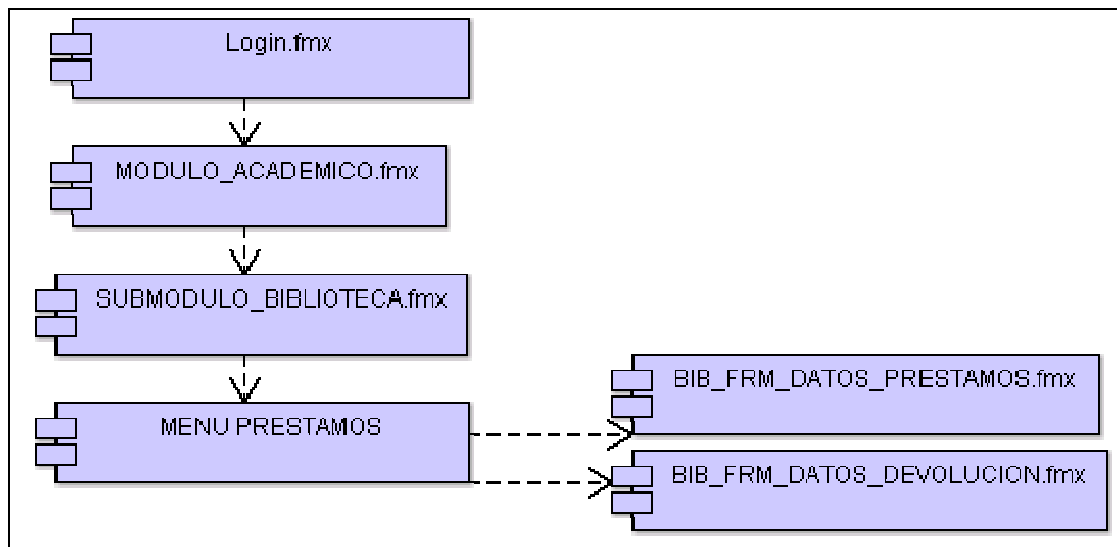 Login.fmx
MODULO_ACADEMICO.fmx
SUBMODULO_BIBLIOTECA.fmx
MENU PRESTAMOS
BIB_FRM_DATOS_PRESTAMOS.fmx
BIB_FRM_DATOS_DEVOLUCION.fmx